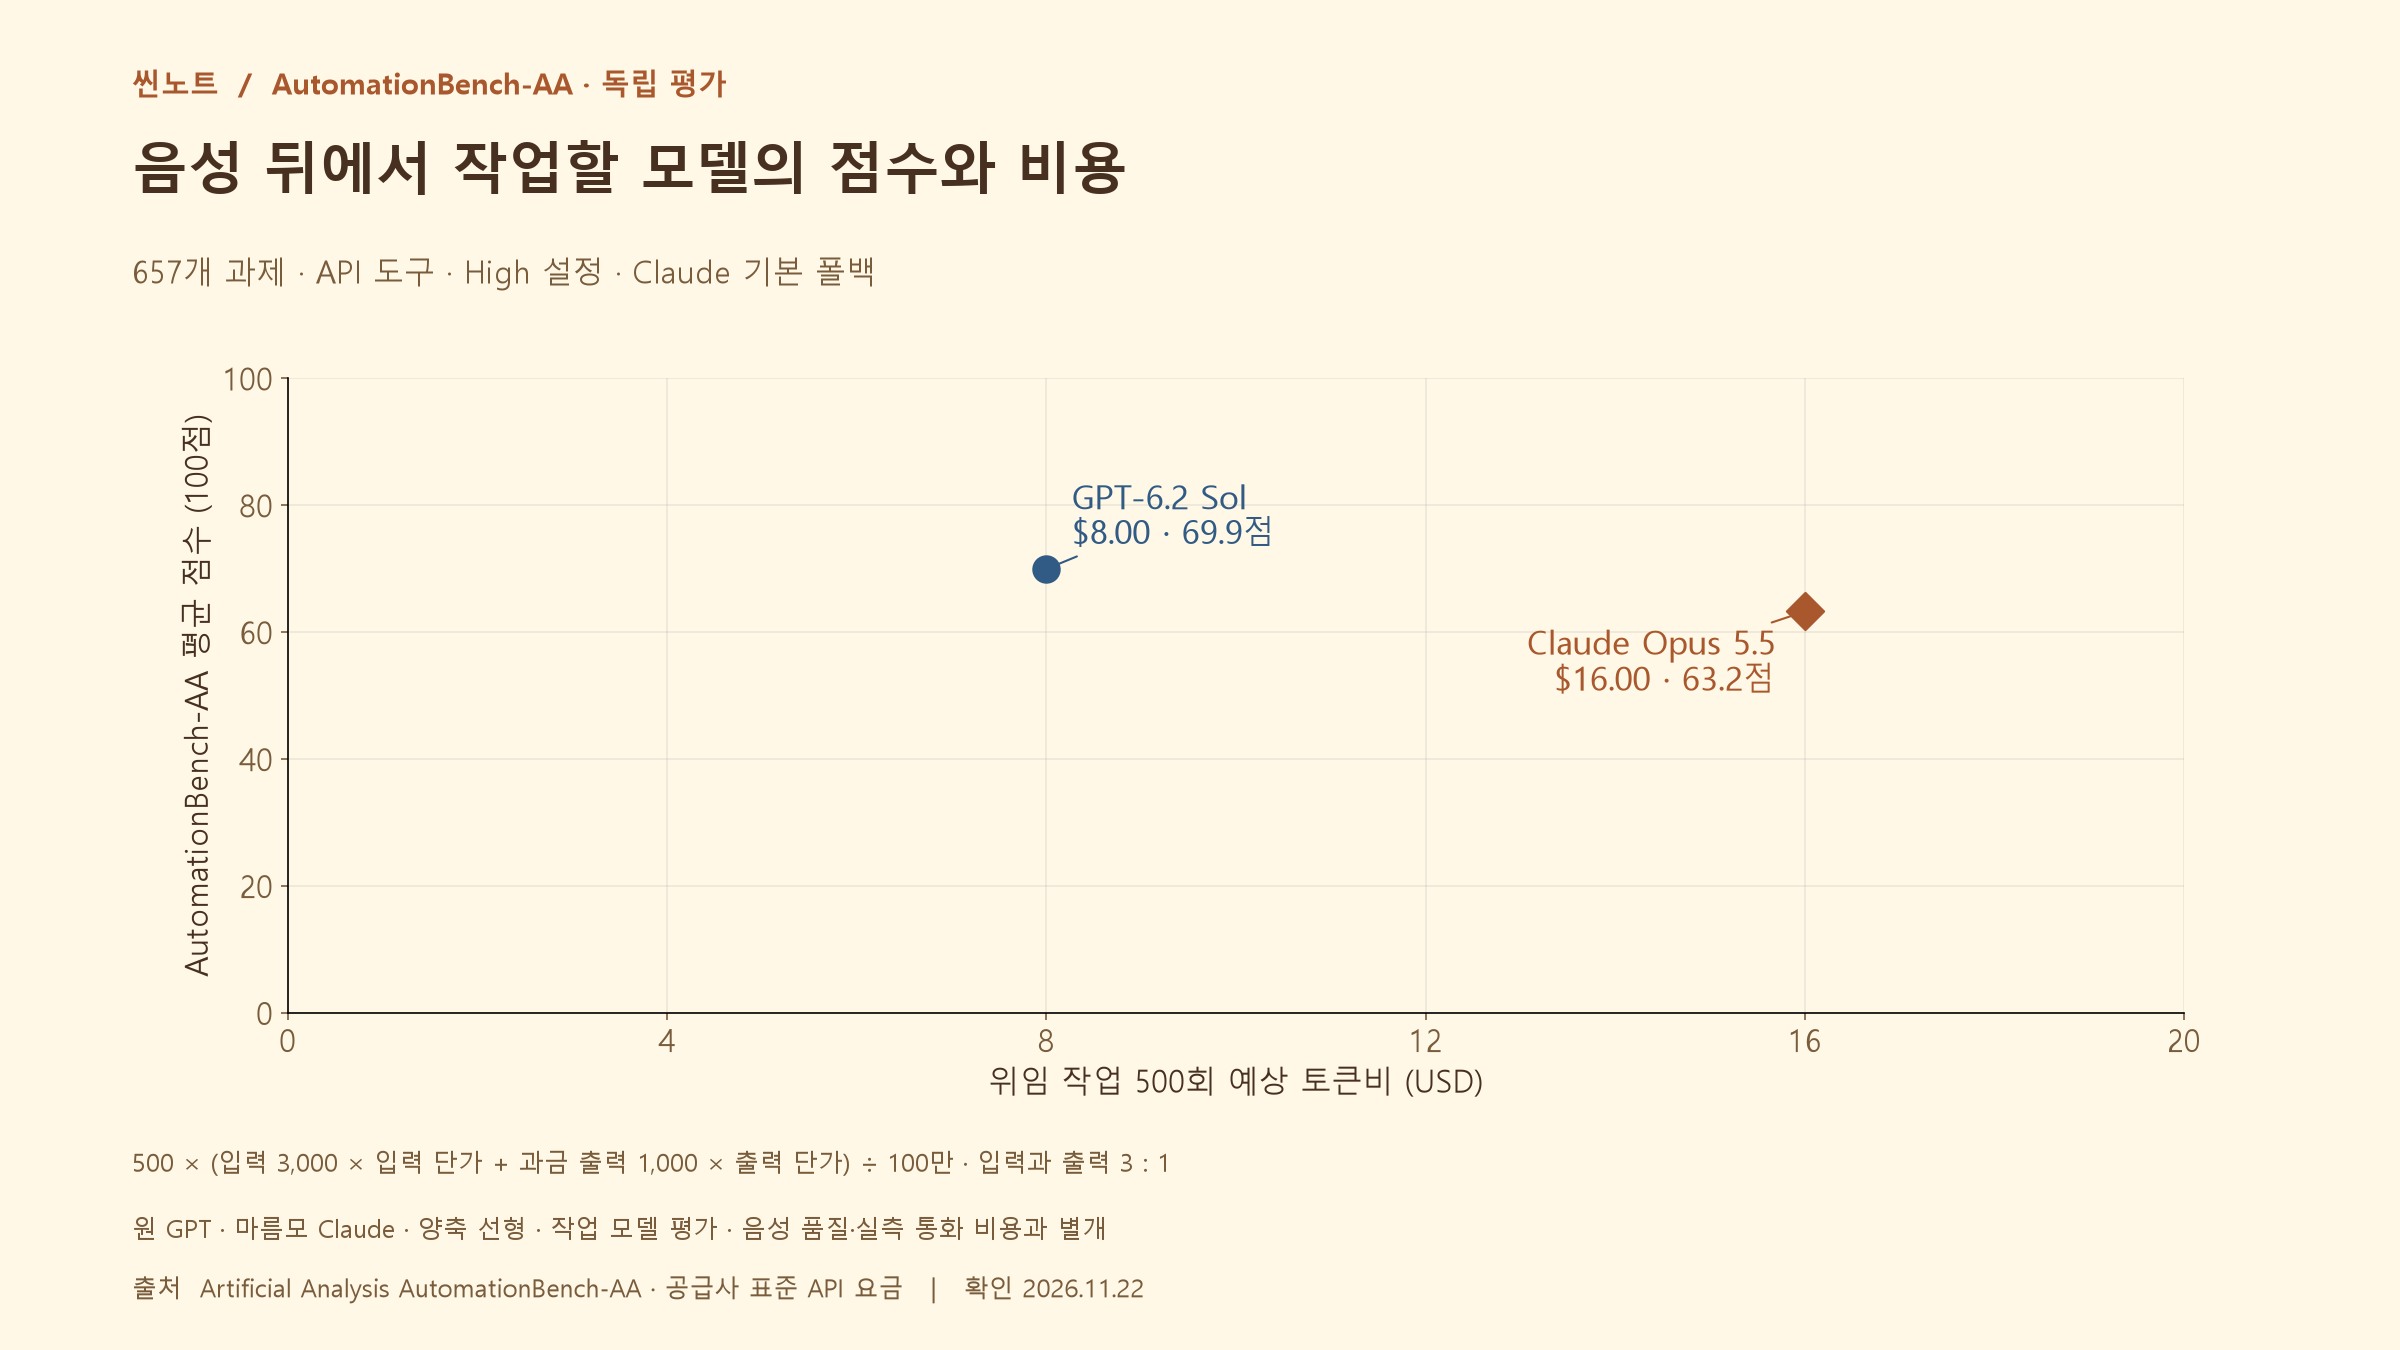 씬노트 / AutomationBench-AA · 독립 평가
음성 뒤에서 작업할 모델의 점수와 비용
657개 과제 · API 도구 · High 설정 · Claude 기본 폴백
AutomationBench-AA 평균 점수 (100점)
100
80
60
40
20
0
GPT-6.2 Sol
$8.00 · 69.9점
Claude Opus 5.5
$16.00 · 63.2점
0 4 8 12 16 20
위임 작업 500회 예상 토큰비 (USD)
500 × (입력 3,000 × 입력 단가 + 과금 출력 1,000 × 출력 단가) ÷ 100만 · 입력과 출력 3 : 1
원 GPT · 마름모 Claude · 양축 선형 · 작업 모델 평가 · 음성 품질·실측 통화 비용과 별개
출처 Artificial Analysis AutomationBench-AA · 공급사 표준 API 요금 | 확인 2026.11.22